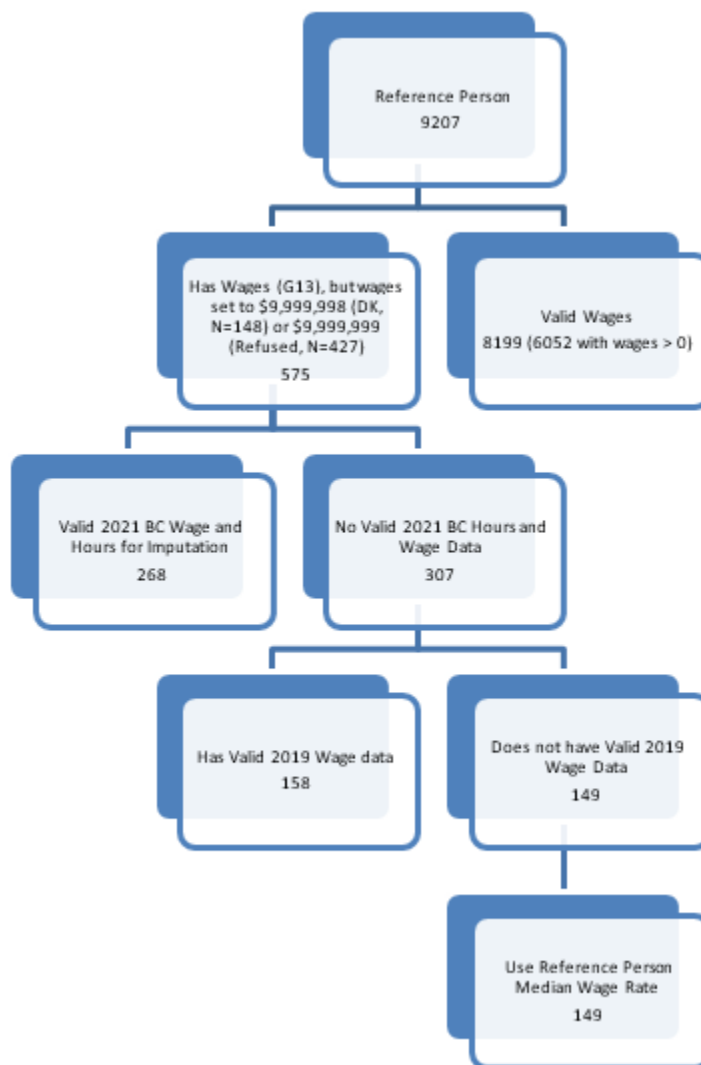 Reference Person
9207
Has Wages (G13), but wages
set to $9,999,998 (DK,
N=148) or $9,999,999
(Refused, N=427)
575
Valid Wages
8199 (6052 with wages > 0)
Valid 2021 BC Wage and
Hours for Imputation
268
No Valid 2021 BC Hours and
Wage Data
307
Has Valid 2019 Wage data
158
Does not have Valid 2019
Wage Data
149
Use Reference Person
Median Wage Rate
149